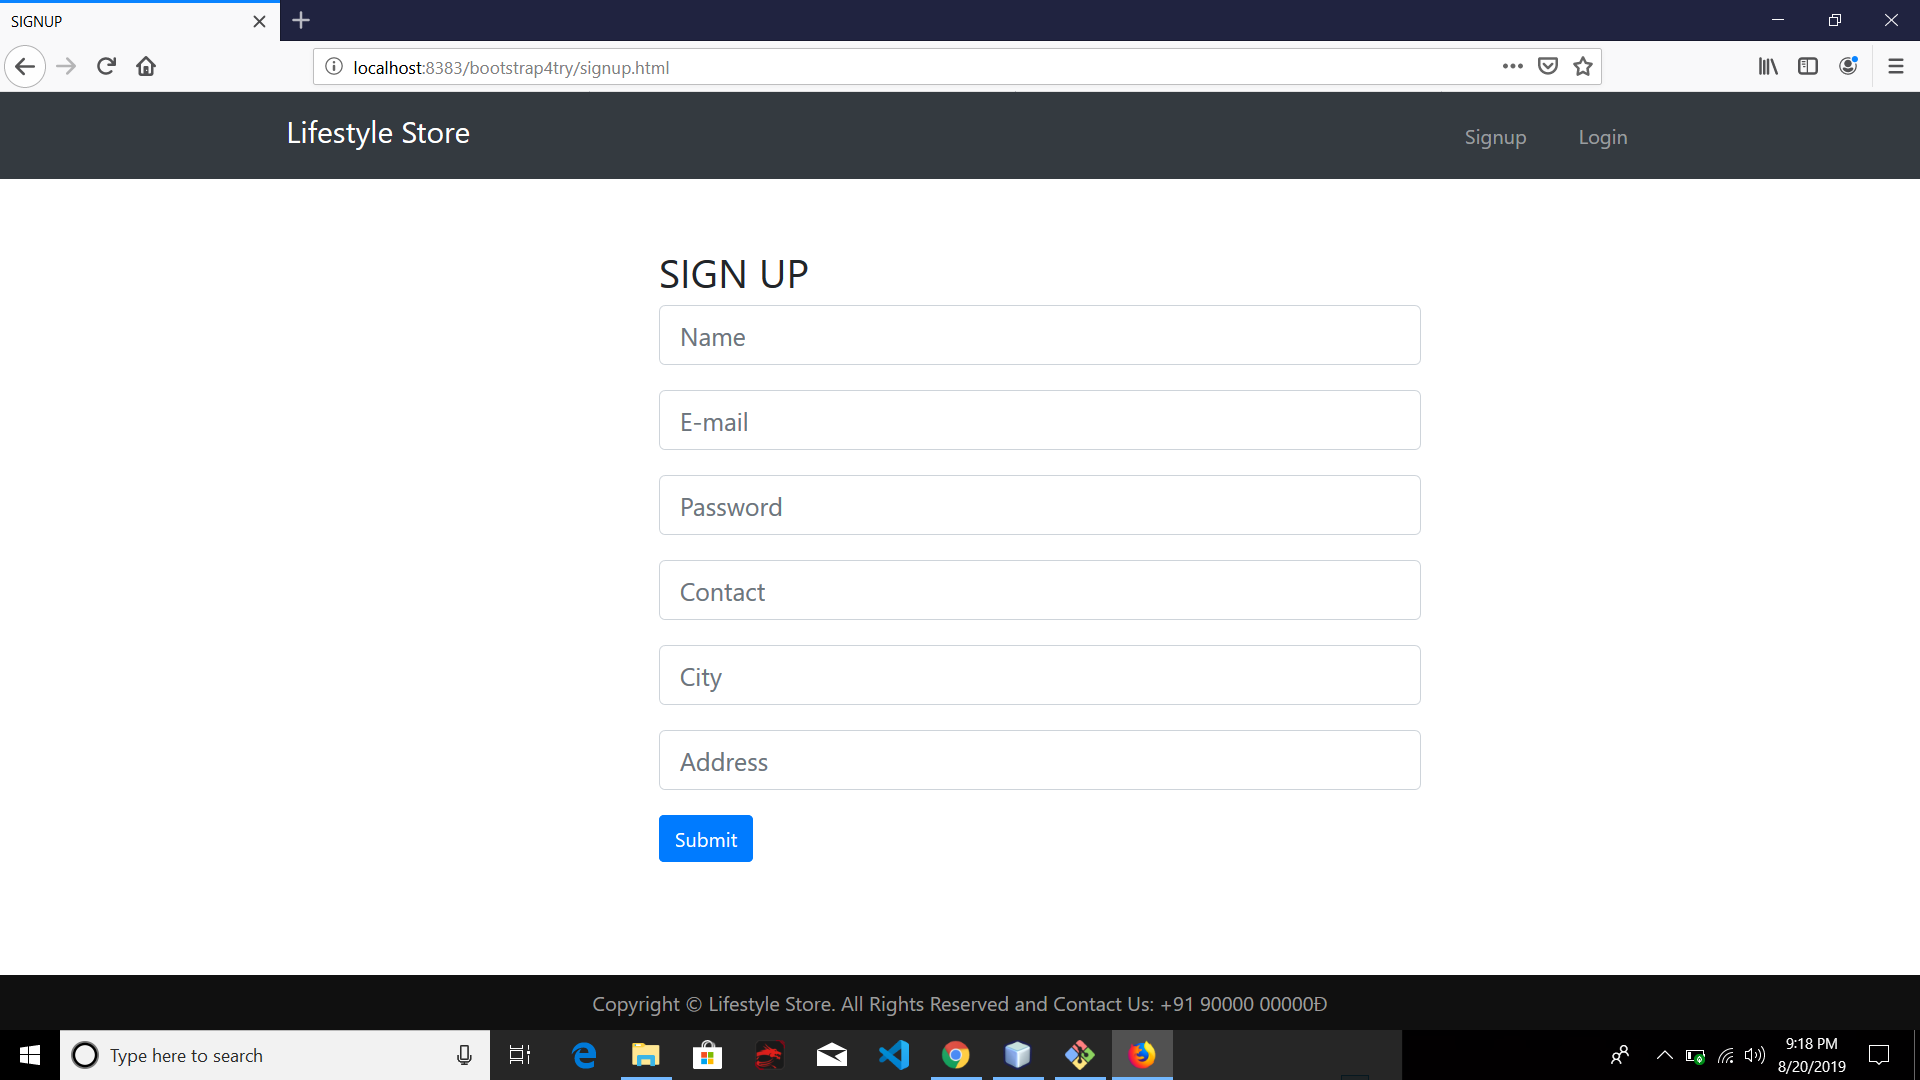 SIGNUP
localhost:8383/bootstrap4try/signup.html
Lifestyle Store
Signup
Login
SIGN UP
Name
E-mail
Password
Contact
City
Address
Submit
Copyright © Lifestyle Store. All Rights Reserved and Contact Us: +91 90000 00000Ð
Type here to search
9:18 PM
8/20/2019